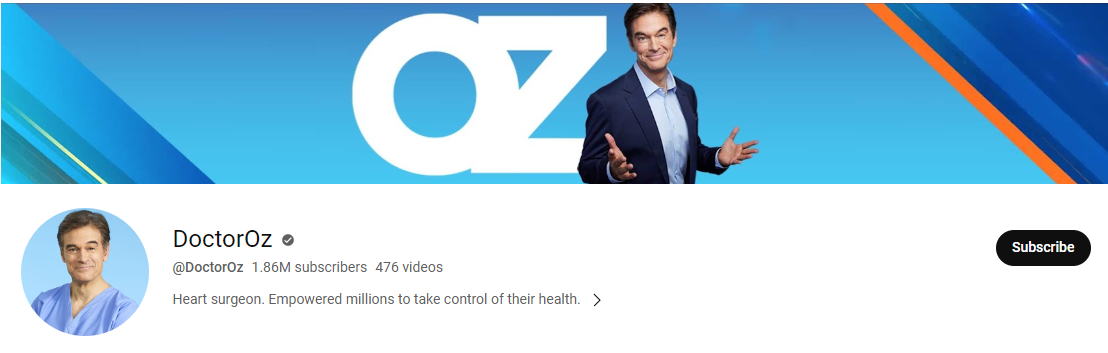 OZ
DoctorOz
@DoctorOz 1.86M subscribers 476 videos
Heart surgeon. Empowered millions to take control of their health.
Subscribe